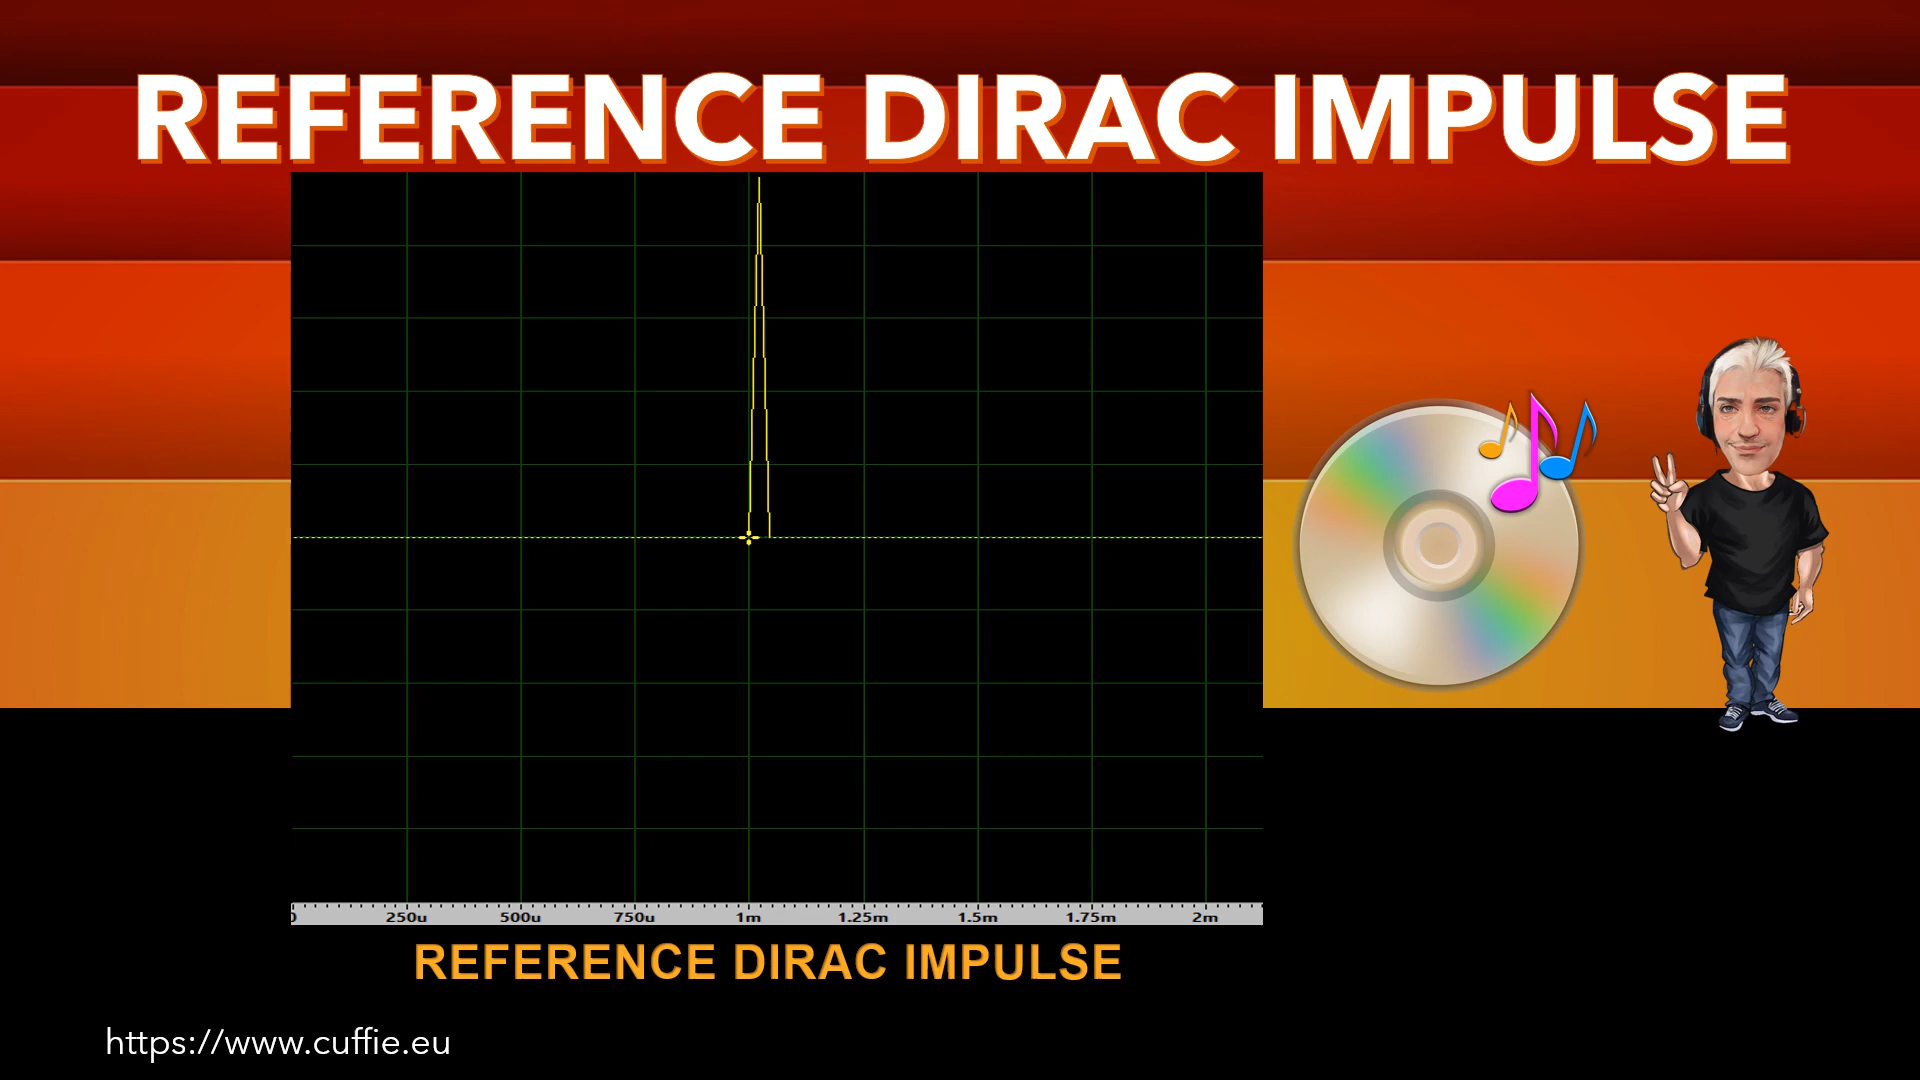 REFERENCE DIRAC IMPULSE
0 250u 500u 750u 1m 1.25m 1.5m 1.75m 2m
REFERENCE DIRAC IMPULSE
https://www.cuffie.eu